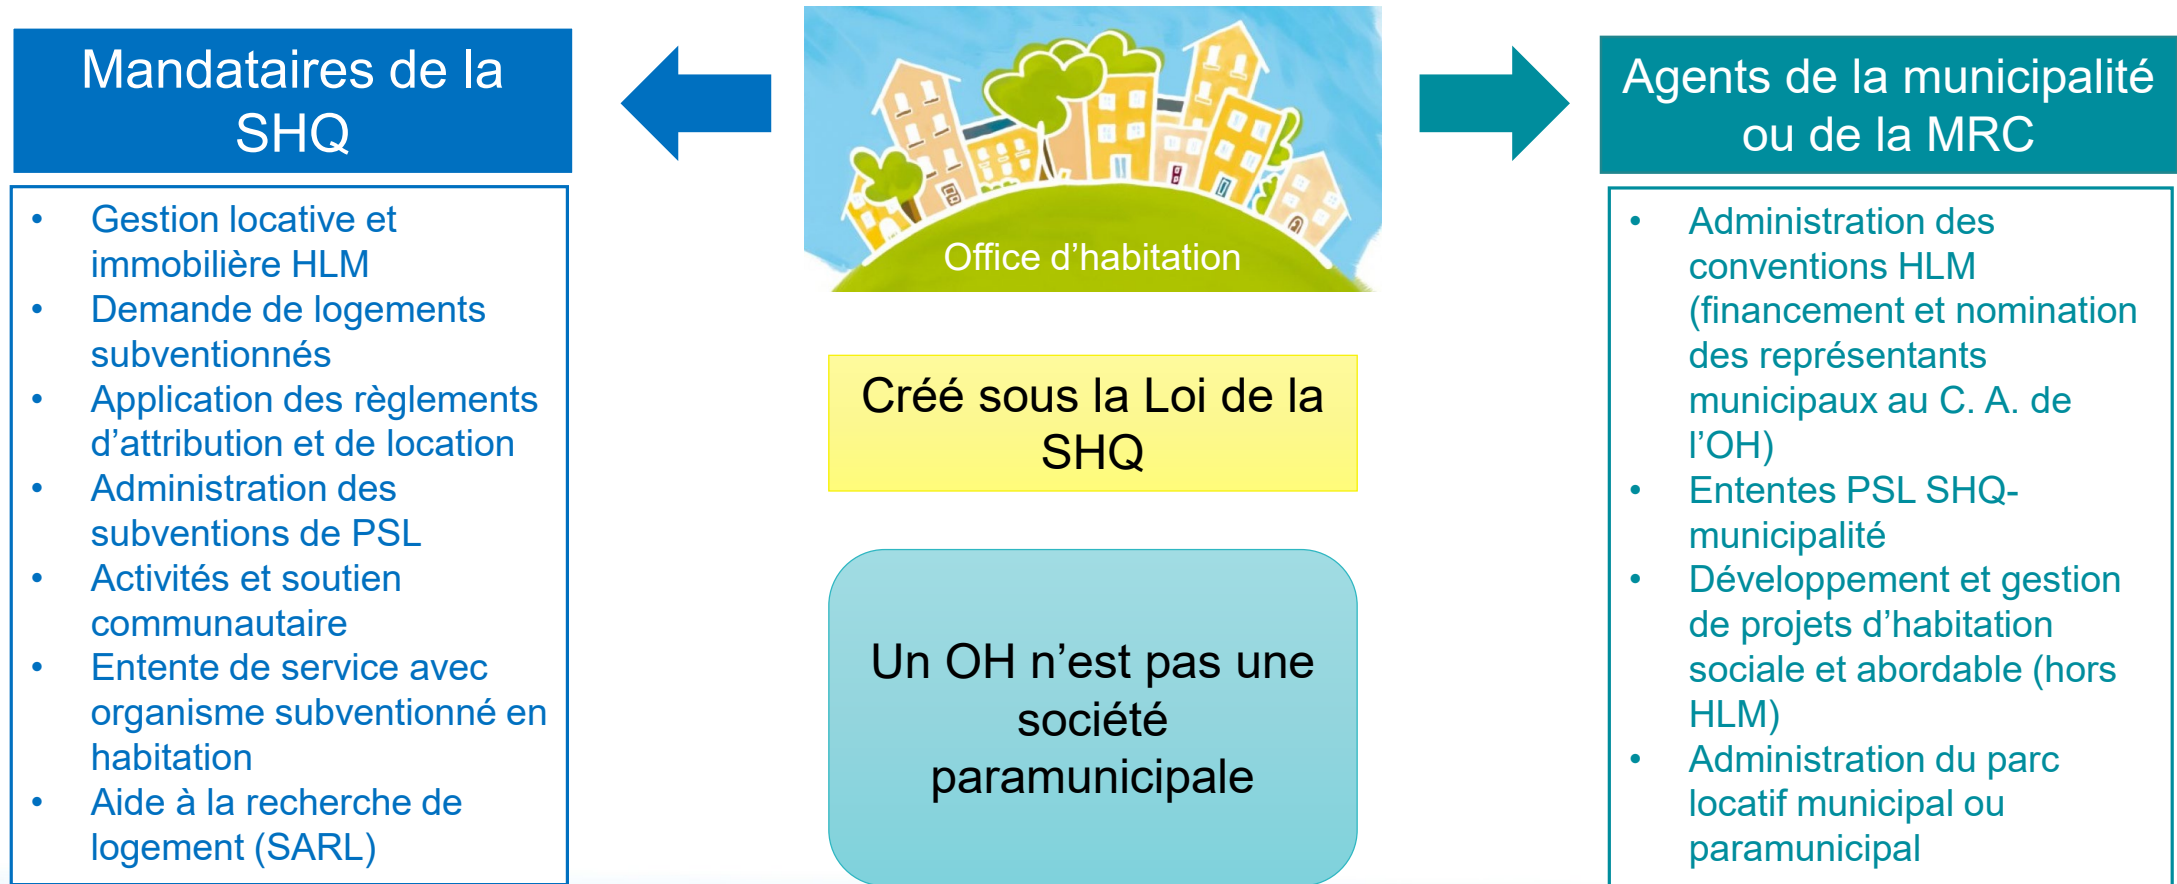 Mandataires de la
SHQ
• Gestion locative et
immobilière HLM
• Demande de logements
subventionnés
• Application des règlements
d’attribution et de location
• Administration des
subventions de PSL
• Activités et soutien
communautaire
• Entente de service avec
organisme subventionné en
habitation
• Aide à la recherche de
logement (SARL)
Office d’habitation
Créé sous la Loi de la
SHQ
Un OH n’est pas une
société
paramunicipale
Agents de la municipalité
ou de la MRC
• Administration des
conventions HLM
(financement et nomination
des représentants
municipaux au C. A. de
l’OH)
• Ententes PSL SHQ-
municipalité
• Développement et gestion
de projets d’habitation
sociale et abordable (hors
HLM)
• Administration du parc
locatif municipal ou
paramunicipal